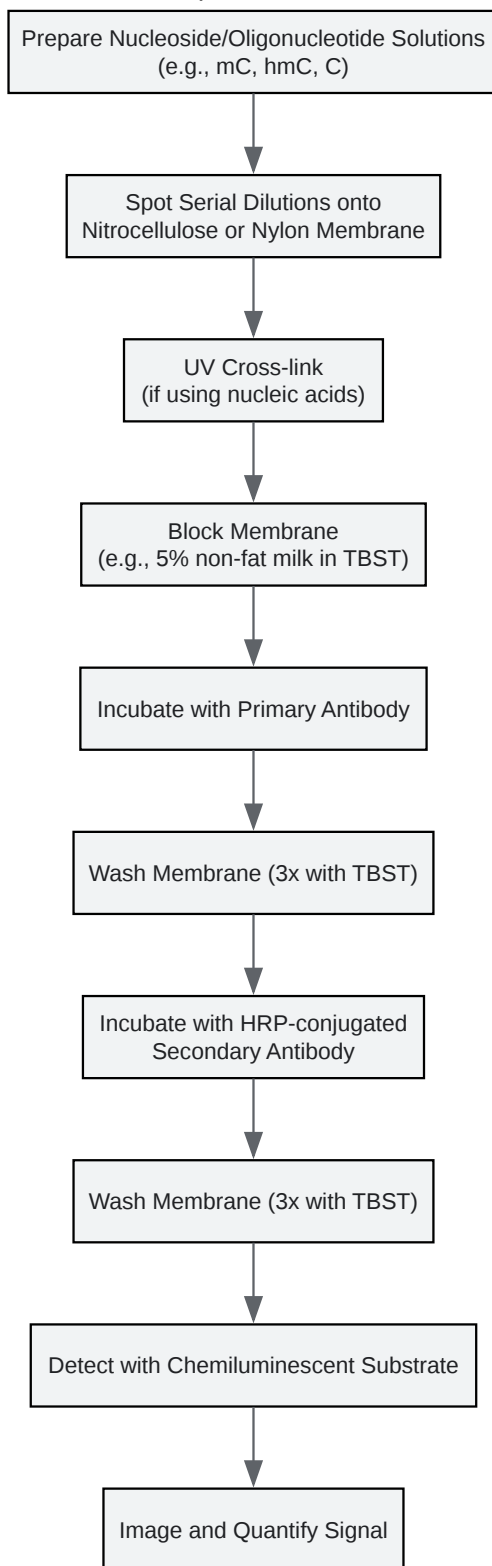 Prepare Nucleoside/Oligonucleotide Solutions
(e.g., mC, hmC, C)
Spot Serial Dilutions onto
Nitrocellulose or Nylon Membrane
UV Cross-link
(if using nucleic acids)
Block Membrane
(e.g., 5% non-fat milk in TBST)
Incubate with Primary Antibody
Wash Membrane (3x with TBST)
Incubate with HRP-conjugated
Secondary Antibody
Wash Membrane (3x with TBST)
Detect with Chemiluminescent Substrate
Image and Quantify Signal